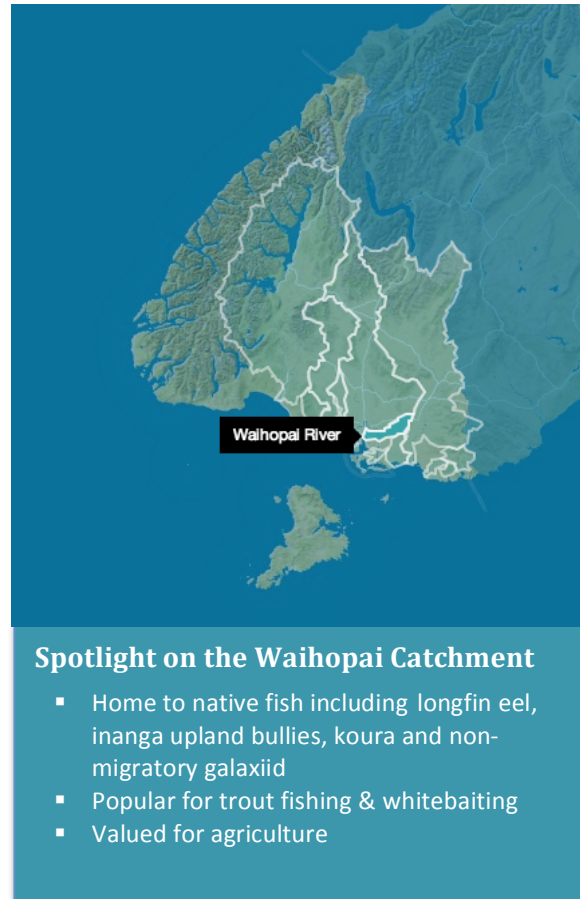 Waihopai River
Spotlight on the Waihopai Catchment
▪ Home to native fish including longfin eel,
inanga upland bullies, koura and non-
migratory galaxiid
▪ Popular for trout fishing & whitebaiting
▪ Valued for agriculture